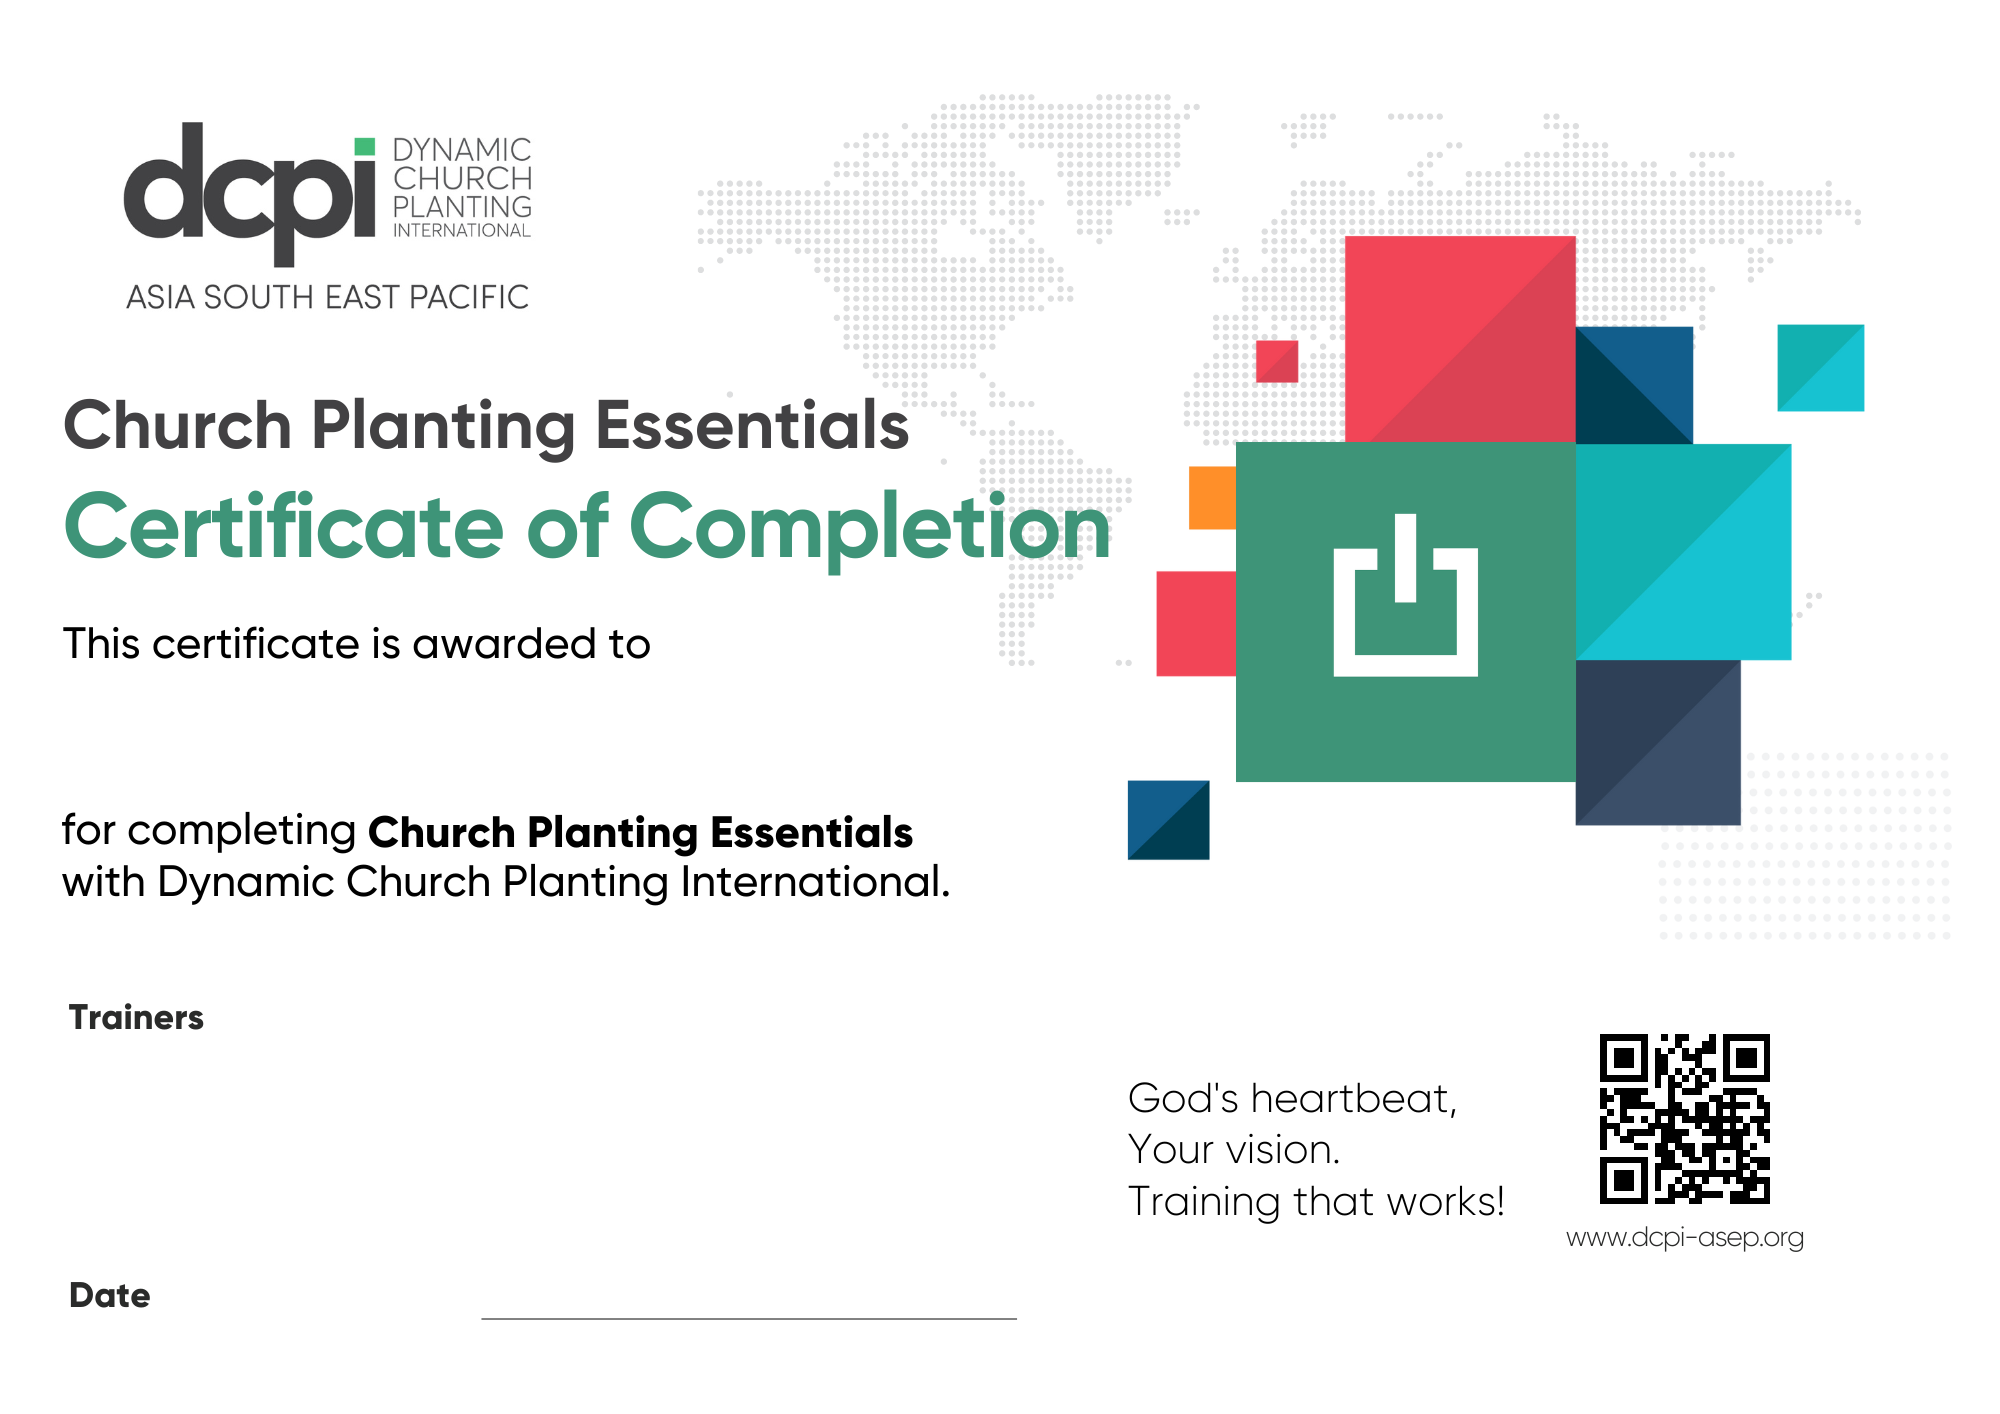 dcpi
DYNAMIC
CHURCH
PLANTING
INTERNATIONAL
ASIA SOUTH EAST PACIFIC
Church Planting Essentials
Certificate of Completion
This certificate is awarded to
for completing Church Planting Essentials
with Dynamic Church Planting International.
Trainers
God's heartbeat,
Your vision.
Training that works!
www.dcpi-asep.org
Date